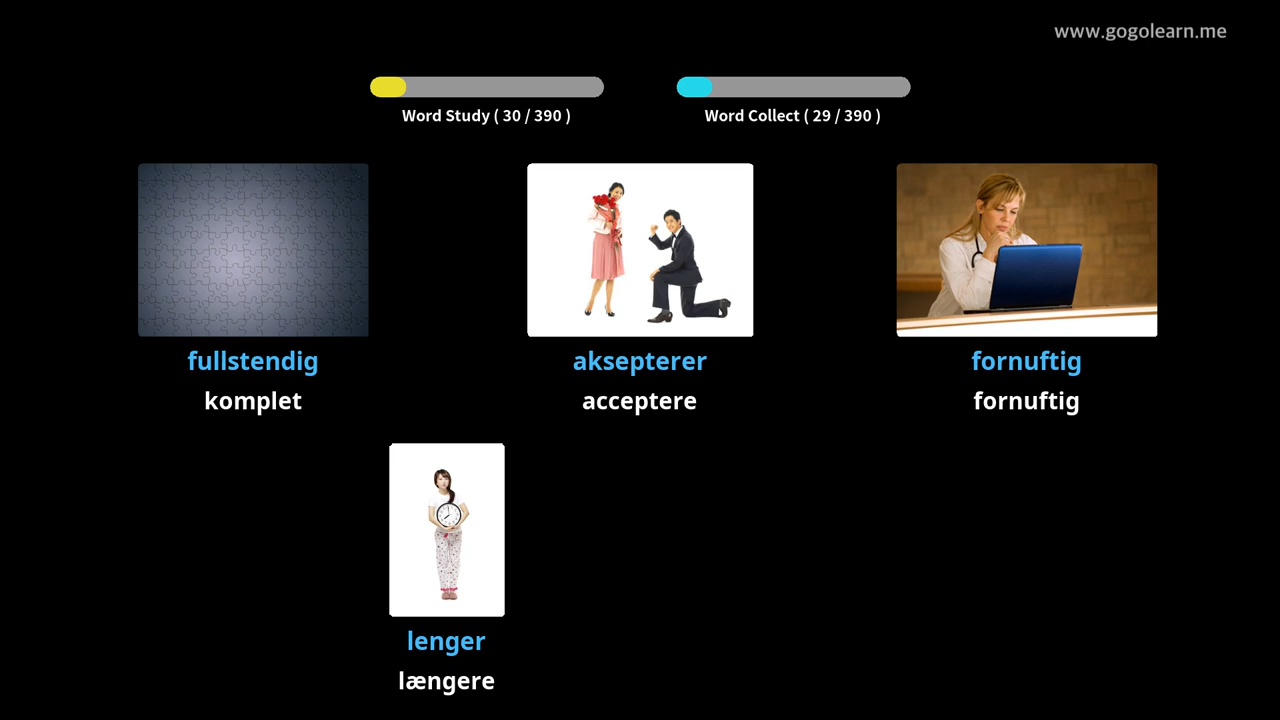 www.gogolearn.me
Word Study ( 30 / 390 )
Word Collect ( 29 / 390 )
fullstendig
komplet
aksepterer
acceptere
fornuftig
fornuftig
lenger
længere